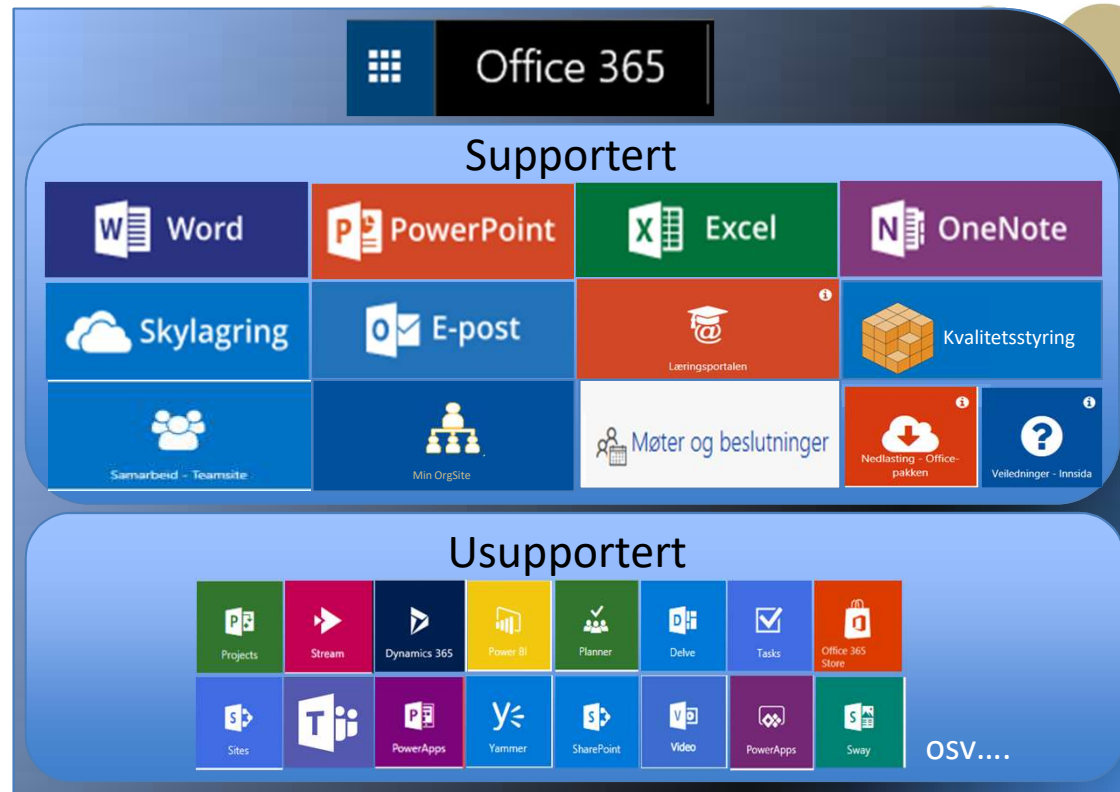 Office 365
Supportert
W Word
P PowerPoint
X Excel
N OneNote
Skylagring
O E-post
@
i
Læringsportalen
Kvalitetsstyring
Samarbeid - Teamsite
Min OrgSite
Møter og beslutninger
i
Nedlasting - Office-
pakken
i
?
Veiledninger - Innsida
Usupportert
P
Projects
Stream
Dynamics 365
Power BI
Planner
D
Delve
Tasks
Office 365
Store
S
Sites
T
P
PowerApps
y
Yammer
S
SharePoint
V
Video
PowerApps
S
Sway
osv....